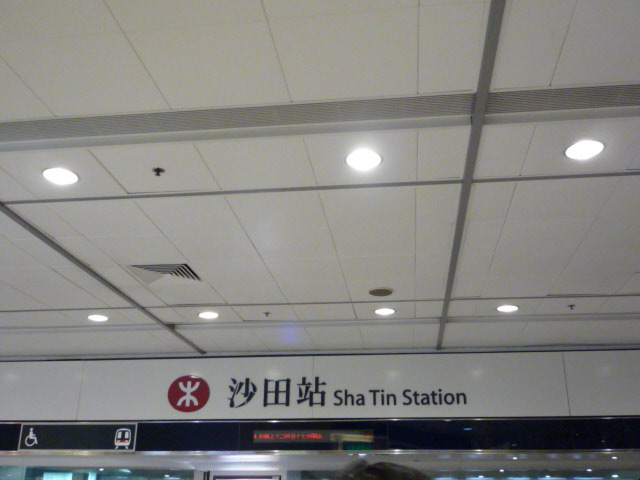 沙田站 Sha Tin Station